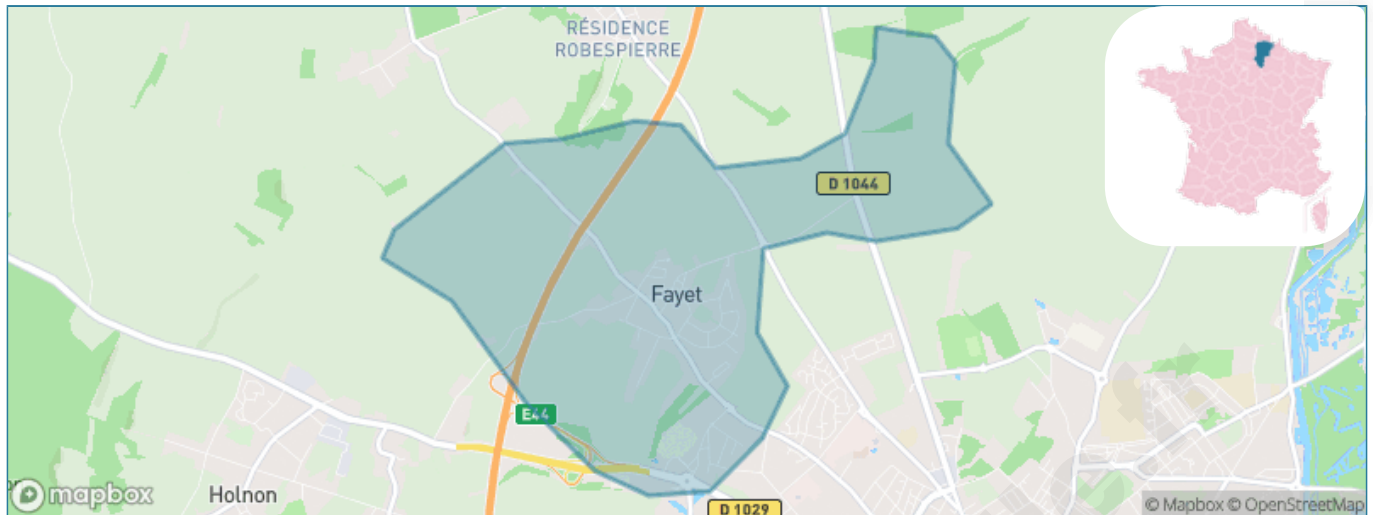 RÉSIDENCE
ROBESPIERRE
D 1044
Fayet
E44
Holnon
D 1029
mapbox
© Mapbox © OpenStreetMap